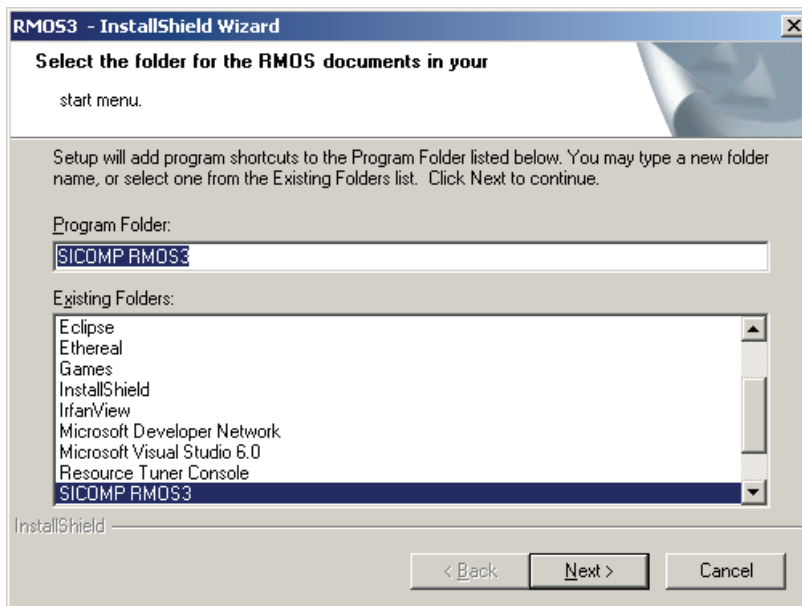 RMOS3 - InstallShield Wizard
Select the folder for the RMOS documents in your
start menu.
Setup will add program shortcuts to the Program Folder listed below. You may type a new folder
name, or select one from the Existing Folders list. Click Next to continue.
Program Folder:
SICOMP RMOS3
Existing Folders:
Eclipse
Ethereal
Games
InstallShield
IrfanView
Microsoft Developer Network
Microsoft Visual Studio 6.0
Resource Tuner Console
SICOMP RMOS3
InstallShield
< Back Next > Cancel